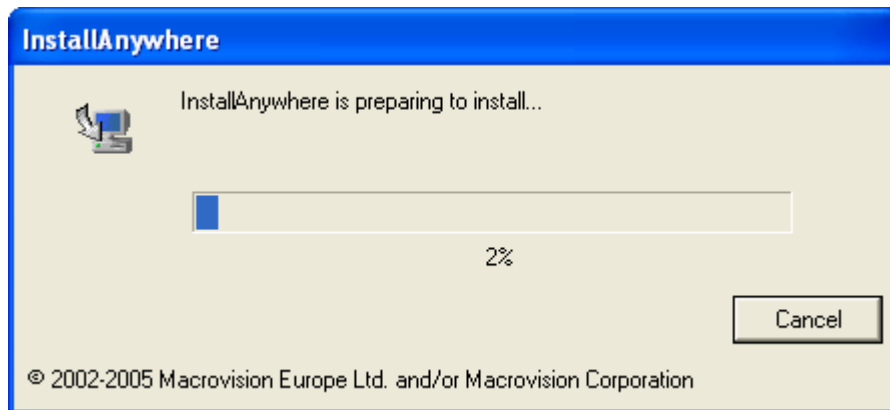 InstallAnywhere
InstallAnywhere is preparing to install...
2%
Cancel
© 2002-2005 Macrovision Europe Ltd. and/or Macrovision Corporation